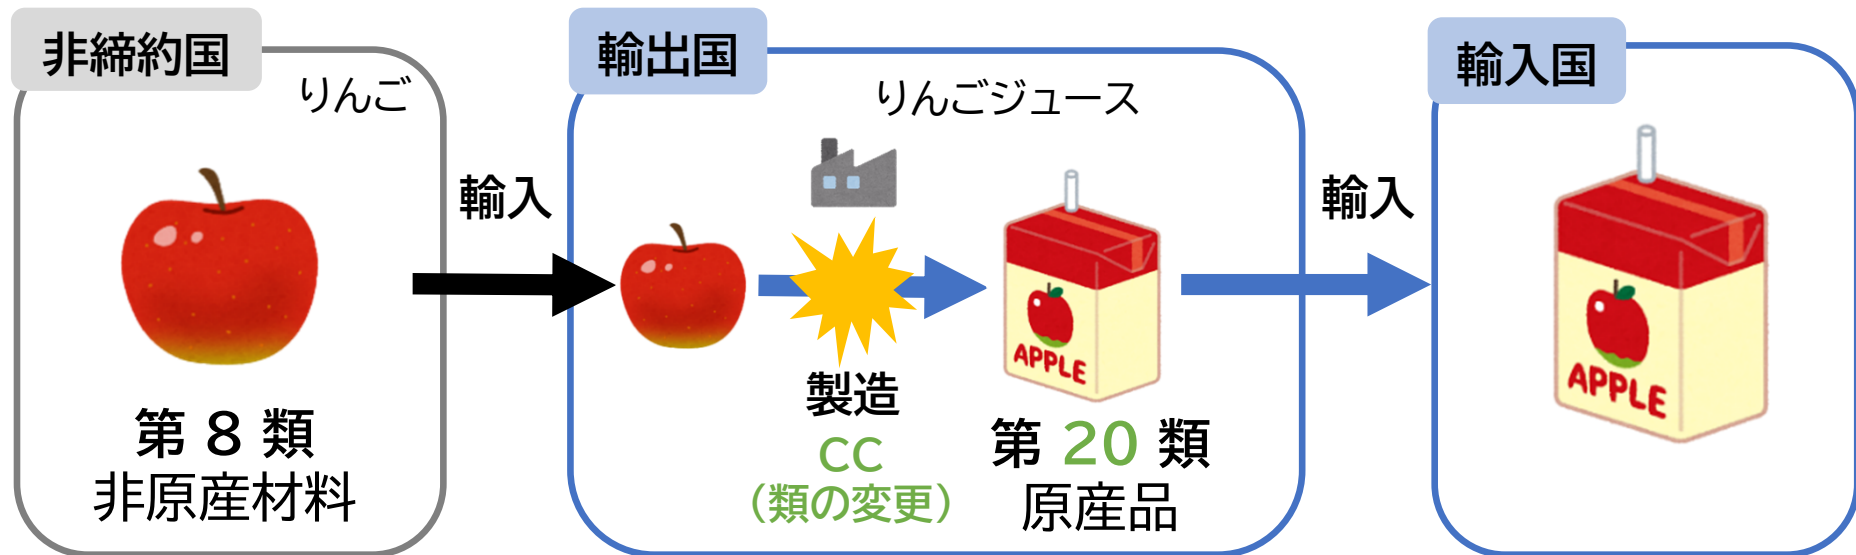 非締約国
りんご
第 8 類
非原産材料
輸入
輸出国
りんごジュース
製造
CC
（類の変更）
APPLE
第 20 類
原産品
輸入
輸入国
APPLE